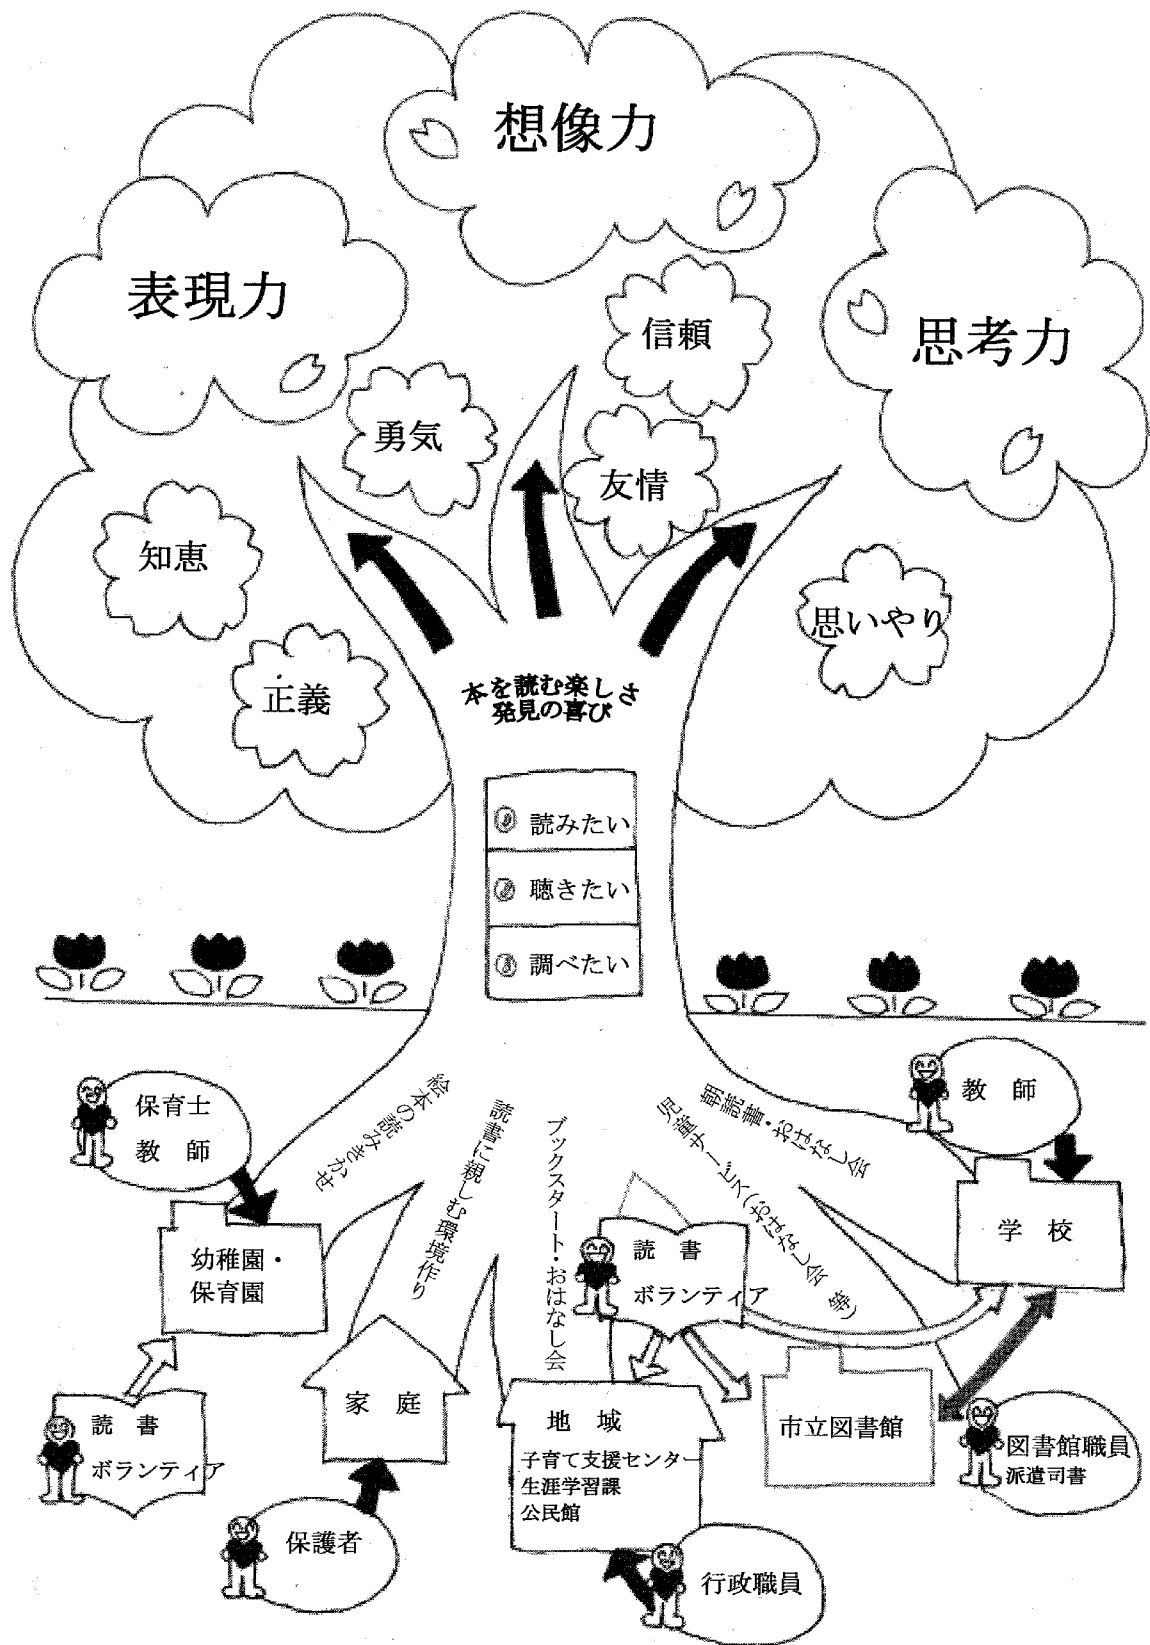 想像力
表現力
思考力
信頼
勇気
友情
知恵
思いやり
正義
本を読む楽しさ
発見の喜び
読みたい
聴きたい
調べたい
絵本の読みきかせ
読書に親しむ環境作り
ブックスタート・おはなし会
児童サービス(おはなし会 等)
朝読書・おはなし会
保育士
教 師
教 師
幼稚園・
保育園
学 校
読 書
ボランティア
読 書
ボランティア
家 庭
地 域
子育て支援センター
生涯学習課
公民館
市立図書館
図書館職員
派遣司書
保護者
行政職員